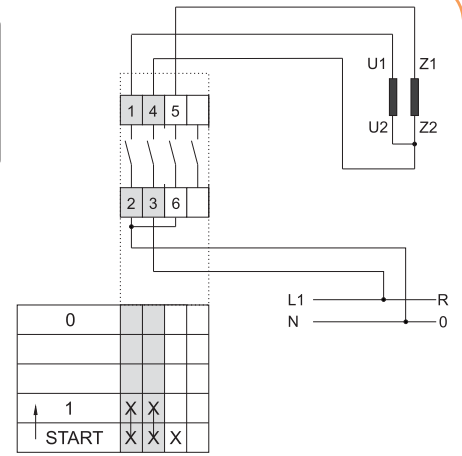 U1 Z1
1 4 5
U2 Z2
2 3 6
L1 R
N 0
0
1 X X
START X X X